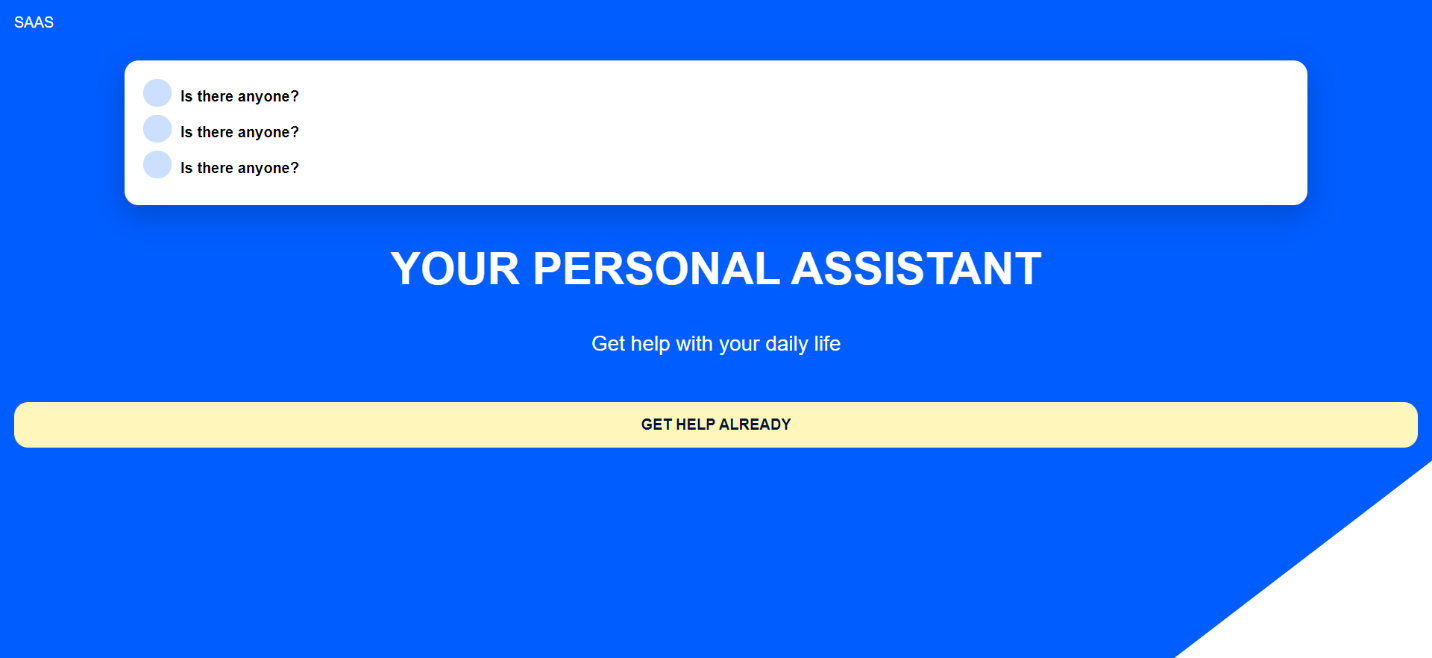 SAAS
Is there anyone?
Is there anyone?
Is there anyone?
YOUR PERSONAL ASSISTANT
Get help with your daily life
GET HELP ALREADY